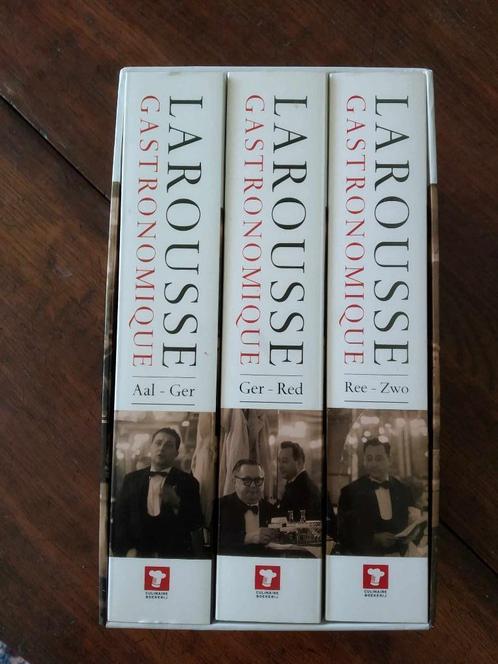 LAROUSSE
GASTRONOMIQUE
Aal - Ger
CULINAIRE
BOEKERIJ
LAROUSSE
GASTRONOMIQUE
Ger - Red
CULINAIRE
BOEKERIJ
LAROUSSE
GASTRONOMIQUE
Ree - Zwo
CULINAIRE
BOEKERIJ